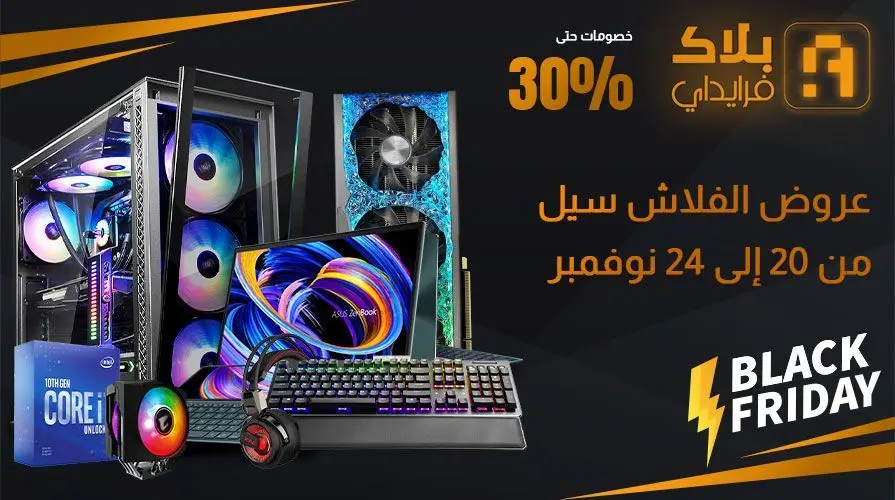 بلاك
فرايداي
خصومات حتى
30%
عروض الفلاش سيل
من 20 إلى 24 نوفمبر
BLACK
FRIDAY
ASUS ZenBook
intel
10TH GEN
CORE i
UNLOCK